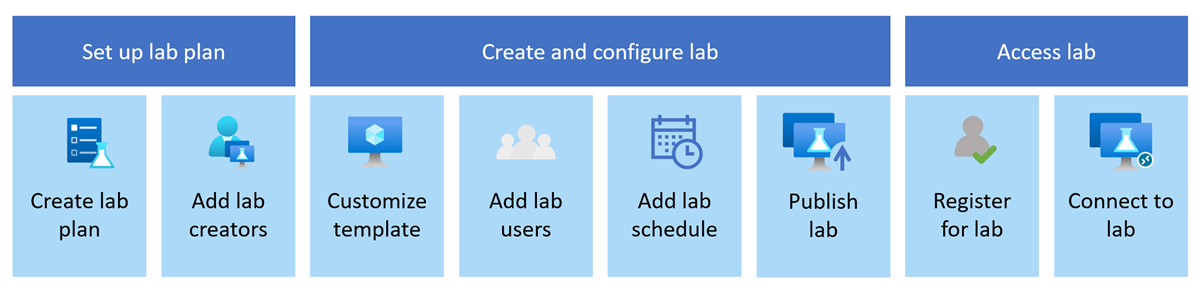 Set up lab plan
Create and configure lab
Access lab
Create lab
plan
Add lab
creators
Customize
template
Add lab
users
Add lab
schedule
Publish
lab
Register
for lab
Connect to
lab